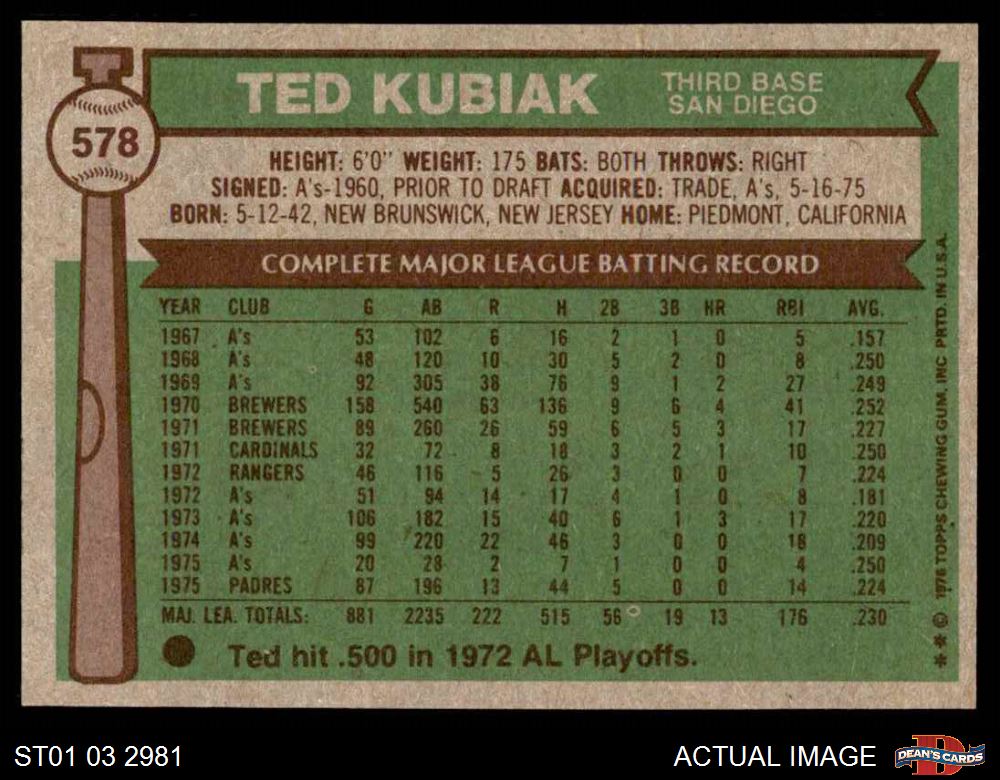 TED KUBIAK
THIRD BASE
SAN DIEGO
578
HEIGHT: 6'0" WEIGHT: 175 BATS: BOTH THROWS: RIGHT
SIGNED: A's-1960, PRIOR TO DRAFT ACQUIRED: TRADE, A's, 5-16-75
BORN: 5-12-42, NEW BRUNSWICK, NEW JERSEY HOME: PIEDMONT, CALIFORNIA
COMPLETE MAJOR LEAGUE BATTING RECORD
YEAR CLUB G AB R H 2B 3B HR RBI AVG.
1967 A's 53 102 6 16 2 1 0 5 .157
1968 A's 48 120 10 30 5 2 0 8 .250
1969 A's 92 305 38 76 9 1 2 27 .249
1970 BREWERS 158 540 63 136 9 6 4 41 .252
1971 BREWERS 89 260 26 59 6 5 3 17 .227
1971 CARDINALS 32 72 8 18 3 2 1 10 .250
1972 RANGERS 46 116 5 26 3 0 0 7 .224
1972 A's 51 94 14 17 4 1 0 8 .181
1973 A's 106 182 15 40 6 1 3 17 .220
1974 A's 99 220 22 46 3 0 0 18 .209
1975 A's 20 28 2 7 1 0 0 4 .250
1975 PADRES 87 196 13 44 5 0 0 14 .224
MAJ. LEA. TOTALS: 881 2235 222 515 56 19 13 176 .230
Ted hit .500 in 1972 AL Playoffs.
** © 1976 TOPPS CHEWING GUM, INC. PRTD. IN U.S.A.
ST01 03 2981
ACTUAL IMAGE
D
DEAN'S CARDS